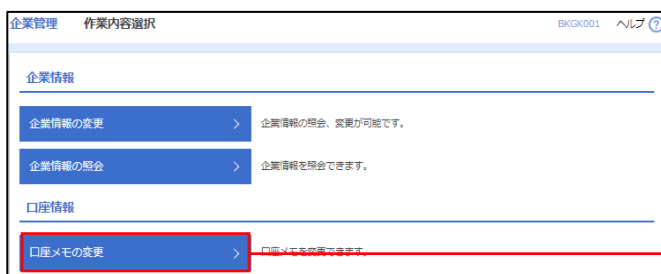 企業管理 作業内容選択 BKGK001 ヘルプ ?
企業情報
企業情報の変更 > 企業情報の照会、変更が可能です。
企業情報の照会 > 企業情報を照会できます。
口座情報
口座メモの変更 > 口座メモを変更できます。